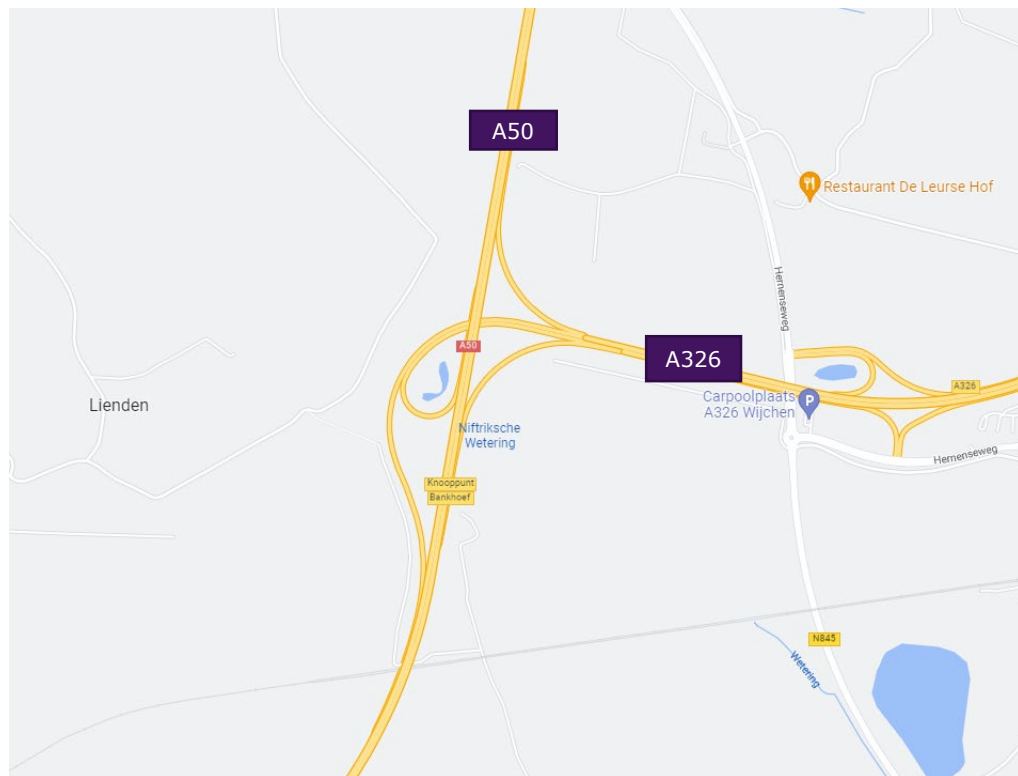 A50
Restaurant De Leurse Hof
Hernenseweg
A50
A326
A326
Carpoolplaats
A326 Wijchen
Lienden
Niftriksche
Wetering
Hernenseweg
Knooppunt
Bankhoef
N845
Wetering